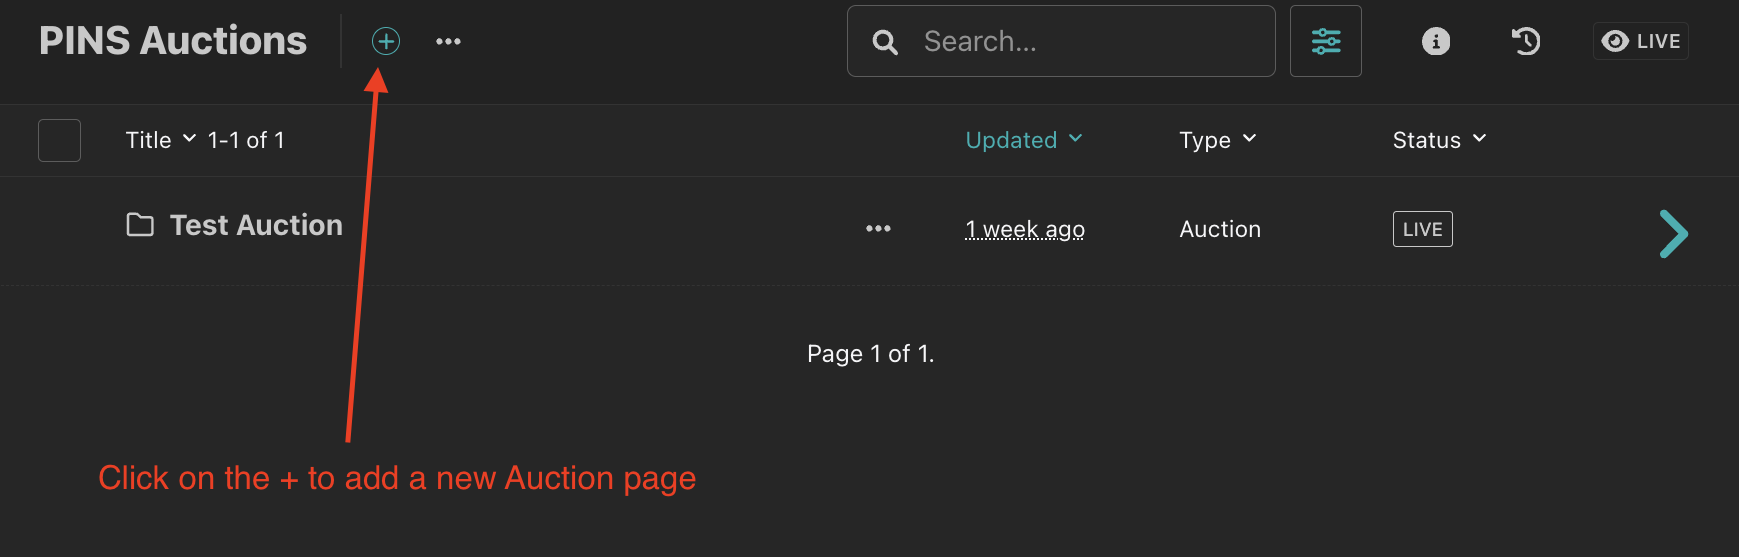 PINS Auctions
Search...
LIVE
Title 1-1 of 1 Updated Type Status
Test Auction 1 week ago Auction LIVE
Page 1 of 1.
Click on the + to add a new Auction page